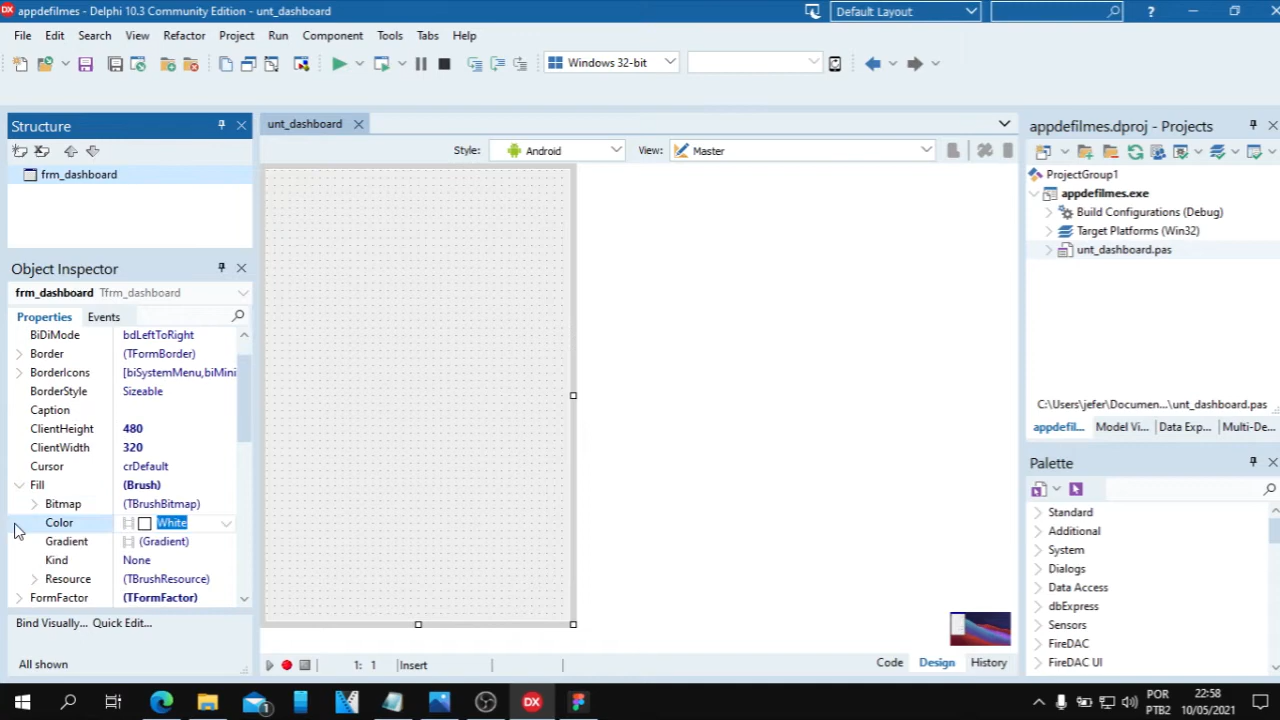 DX appdefilmes - Delphi 10.3 Community Edition - unt_dashboard
Default Layout
?
File Edit Search View Refactor Project Run Component Tools Tabs Help
Windows 32-bit
Structure
frm_dashboard
unt_dashboard
Style: Android View: Master
Object Inspector
frm_dashboard Tfrm_dashboard
Properties Events
BiDiMode bdLeftToRight
Border (TFormBorder)
BorderIcons [biSystemMenu,biMini
BorderStyle Sizeable
Caption
ClientHeight 480
ClientWidth 320
Cursor crDefault
Fill (Brush)
Bitmap (TBrushBitmap)
Color White
Gradient (Gradient)
Kind None
Resource (TBrushResource)
FormFactor (TFormFactor)
Bind Visually... Quick Edit...
All shown
1: 1 Insert
Code Design History
appdefilmes.dproj - Projects
ProjectGroup1
appdefilmes.exe
Build Configurations (Debug)
Target Platforms (Win32)
unt_dashboard.pas
C:\Users\jefer\Documen...\unt_dashboard.pas
appdefil... Model Vi... Data Exp... Multi-De...
Palette
Standard
Additional
System
Dialogs
Data Access
dbExpress
Sensors
FireDAC
FireDAC UI
1
DX
POR
PTB2
22:58
10/05/2021